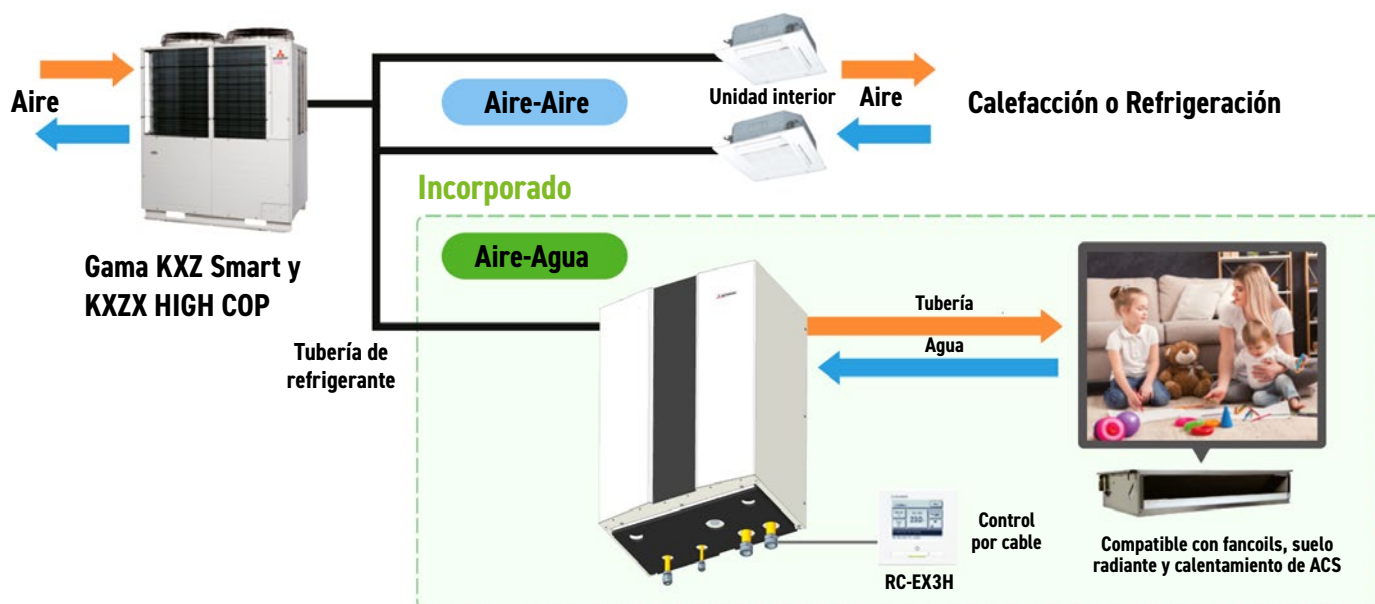 Aire
Aire-Aire
Unidad interior
Aire
Calefacción o Refrigeración
Gama KXZ Smart y
KXZX HIGH COP
Tubería de
refrigerante
Incorporado
Aire-Agua
Tubería
Agua
Control
por cable
RC-EX3H
Compatible con fancoils, suelo
radiante y calentamiento de ACS